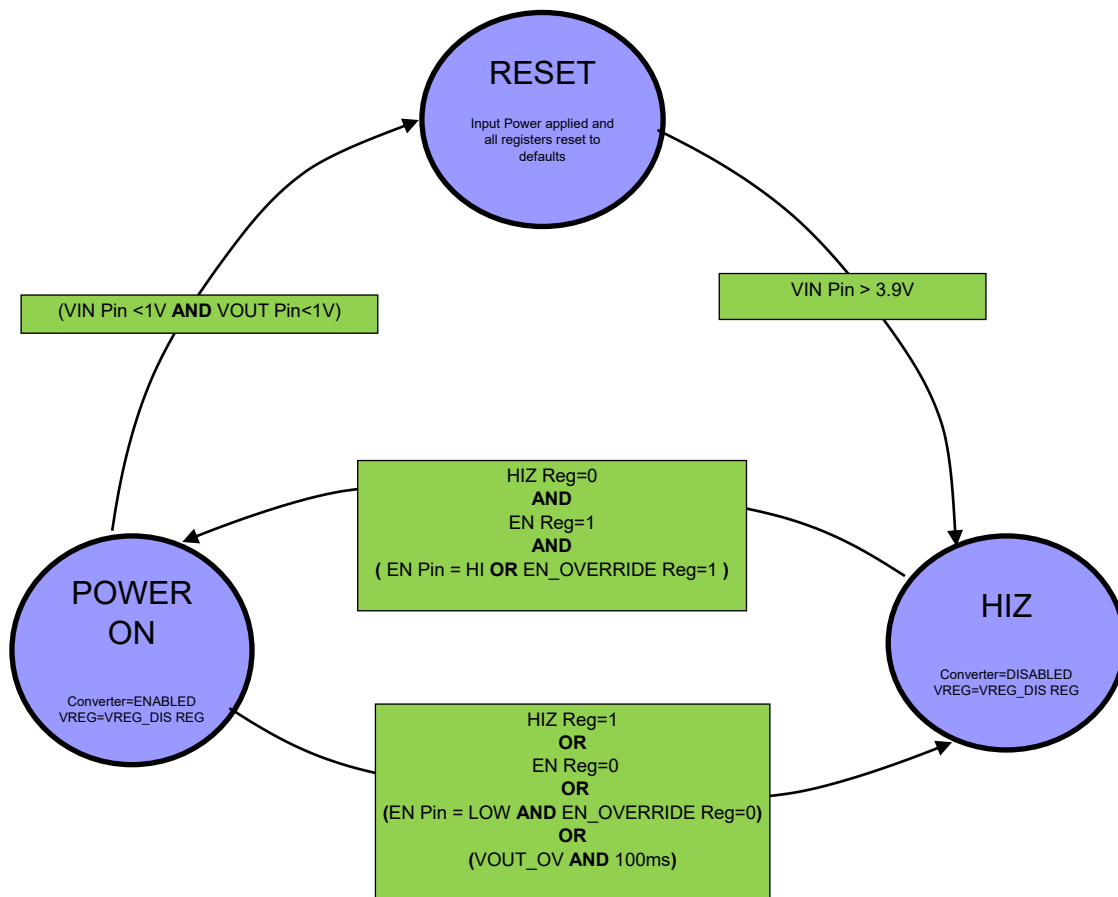 RESET
Input Power applied and
all registers reset to
defaults
(VIN Pin <1V AND VOUT Pin<1V)
VIN Pin > 3.9V
HIZ Reg=0
AND
EN Reg=1
AND
( EN Pin = HI OR EN_OVERRIDE Reg=1 )
POWER
ON
Converter=ENABLED
VREG=VREG_DIS REG
HIZ
Converter=DISABLED
VREG=VREG_DIS REG
HIZ Reg=1
OR
EN Reg=0
OR
(EN Pin = LOW AND EN_OVERRIDE Reg=0)
OR
(VOUT_OV AND 100ms)